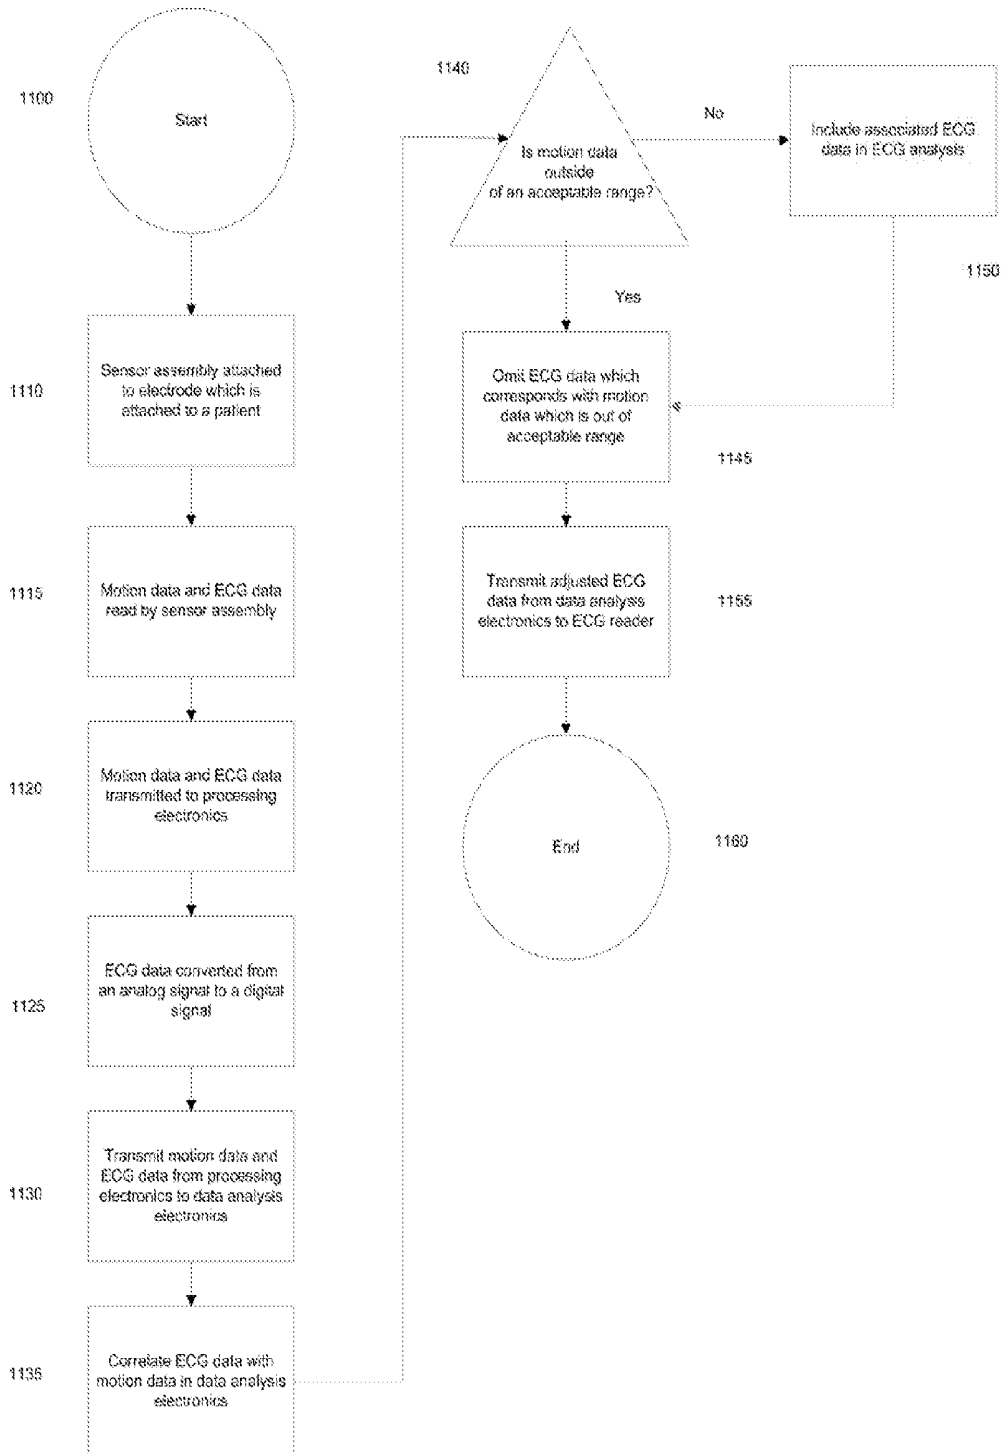 1100
Start
1110
Sensor assembly attached
to electrode which is
attached to a patient
1115
Motion data and ECG data
read by sensor assembly
1120
Motion data and ECG data
transmitted to processing
electronics
1125
ECG data converted from
an analog signal to a digital
signal
1130
Transmit motion data and
ECG data from processing
electronics to data analysis
electronics
1135
Correlate ECG data with
motion data in data analysis
electronics
1140
Is motion data
outside
of an acceptable range?
No
Include associated ECG
data in ECG analysis
1150
Yes
Omit ECG data which
corresponds with motion
data which is out of
acceptable range
1145
Transmit adjusted ECG
data from data analysis
electronics to ECG reader
1155
End
1160